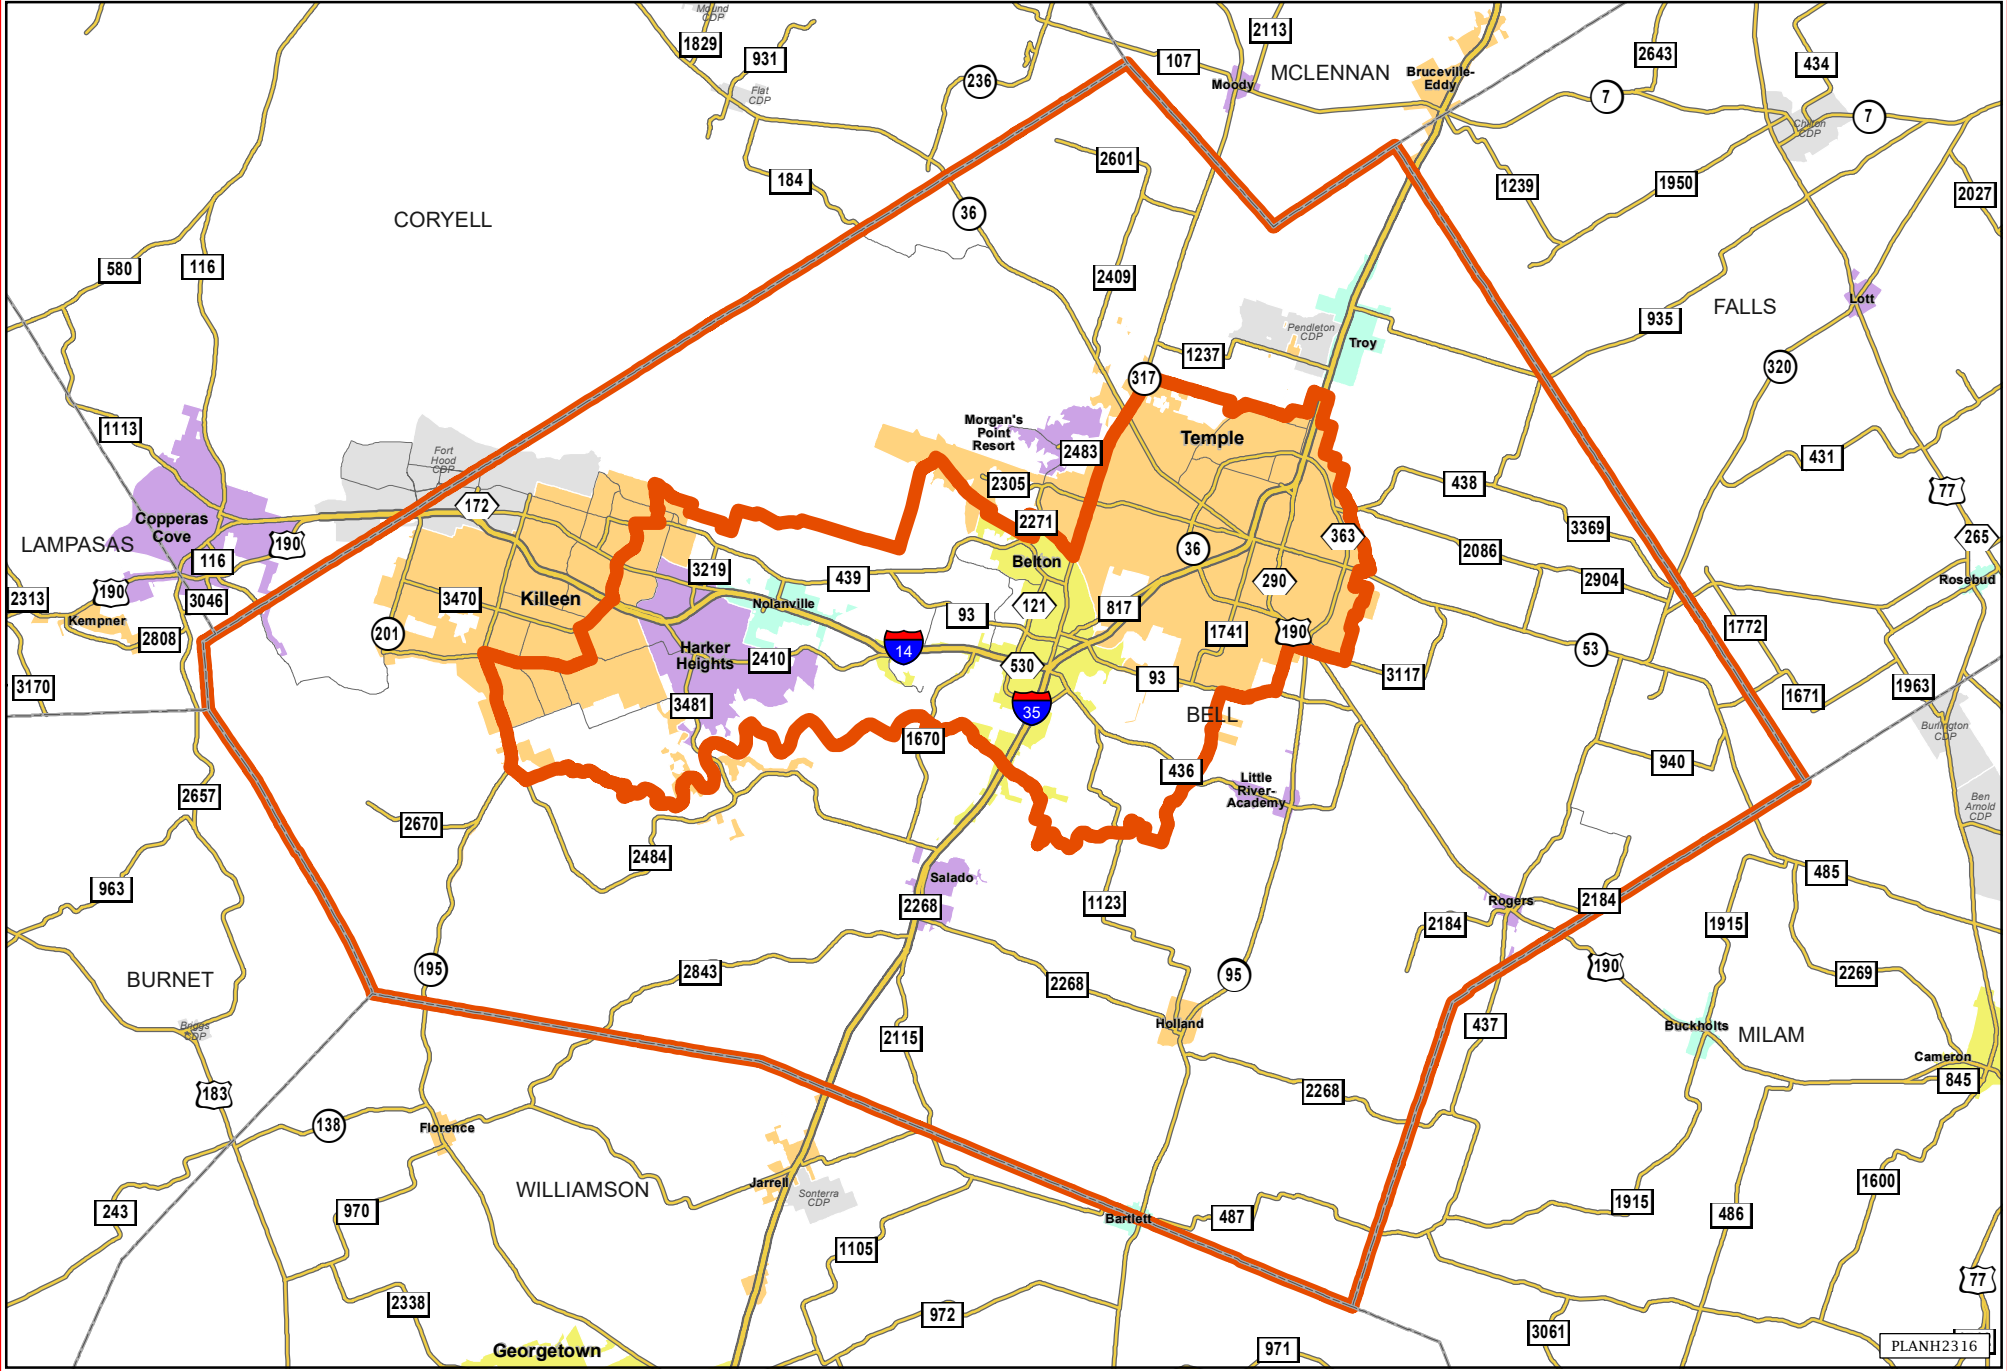 Mound
CDP
1829
931
2113
107
236
MCLENNAN
Bruceville-
Eddy
2643
434
Moody
7
7
Flat
CDP
Chilton
CDP
2601
184
1239
1950
2027
36
CORYELL
580
116
2409
FALLS
Lott
935
Pendleton
CDP
Troy
1237
320
317
Morgan's
Point
Resort
1113
Temple
2483
Fort
Hood
CDP
431
2305
438
77
172
Copperas
Cove
2271
3369
LAMPASAS
190
36
363
265
116
Belton
2086
3219
439
290
2904
Rosebud
190
2313
3046
3470
Killeen
Nolanville
121
817
Kempner
93
1772
201
2808
1741
190
Harker
Heights
14
53
2410
530
93
3117
3170
1963
3481
35
1671
BELL
Burlington
CDP
1670
436
940
Little
River-
Academy
2657
Ben
Arnold
CDP
2670
2484
485
963
Salado
2268
1123
Rogers
2184
2184
1915
195
2843
95
190
2269
BURNET
2268
Briggs
CDP
Holland
437
Buckholts
MILAM
2115
Cameron
845
183
2268
138
Florence
Jarrell
Sonterra
CDP
WILLIAMSON
1600
243
970
Bartlett
487
1915
486
1105
77
2338
972
3061
Georgetown
971
PLANH2316